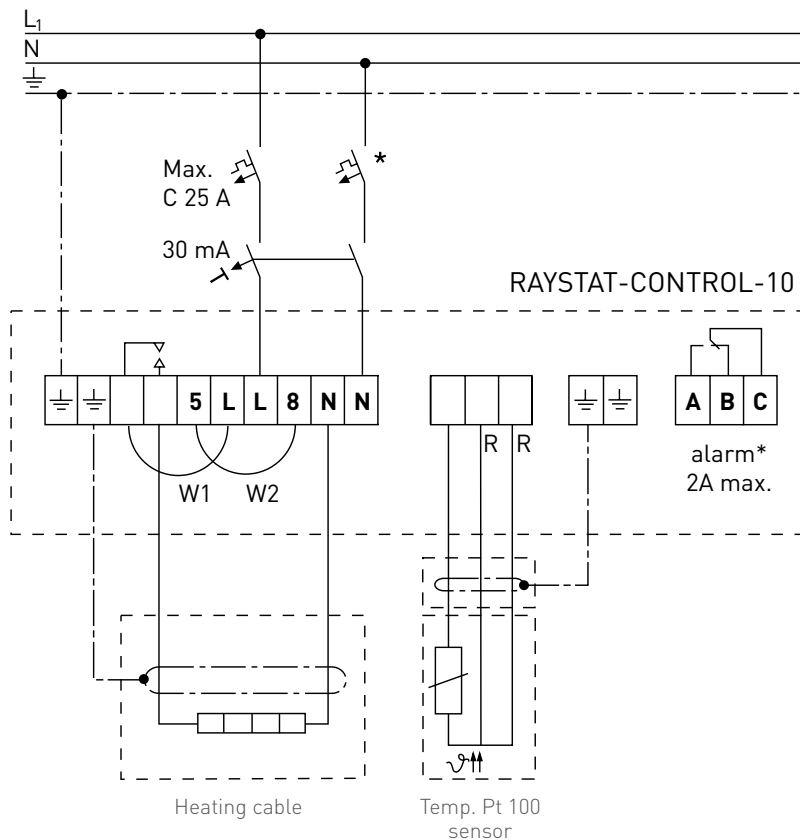 L1
N
Max.
C 25 A
*
30 mA
RAYSTAT-CONTROL-10
5 L L 8 N N
A B C
R R
alarm*
2A max.
W1 W2
ϑ
Heating cable
Temp. Pt 100
sensor